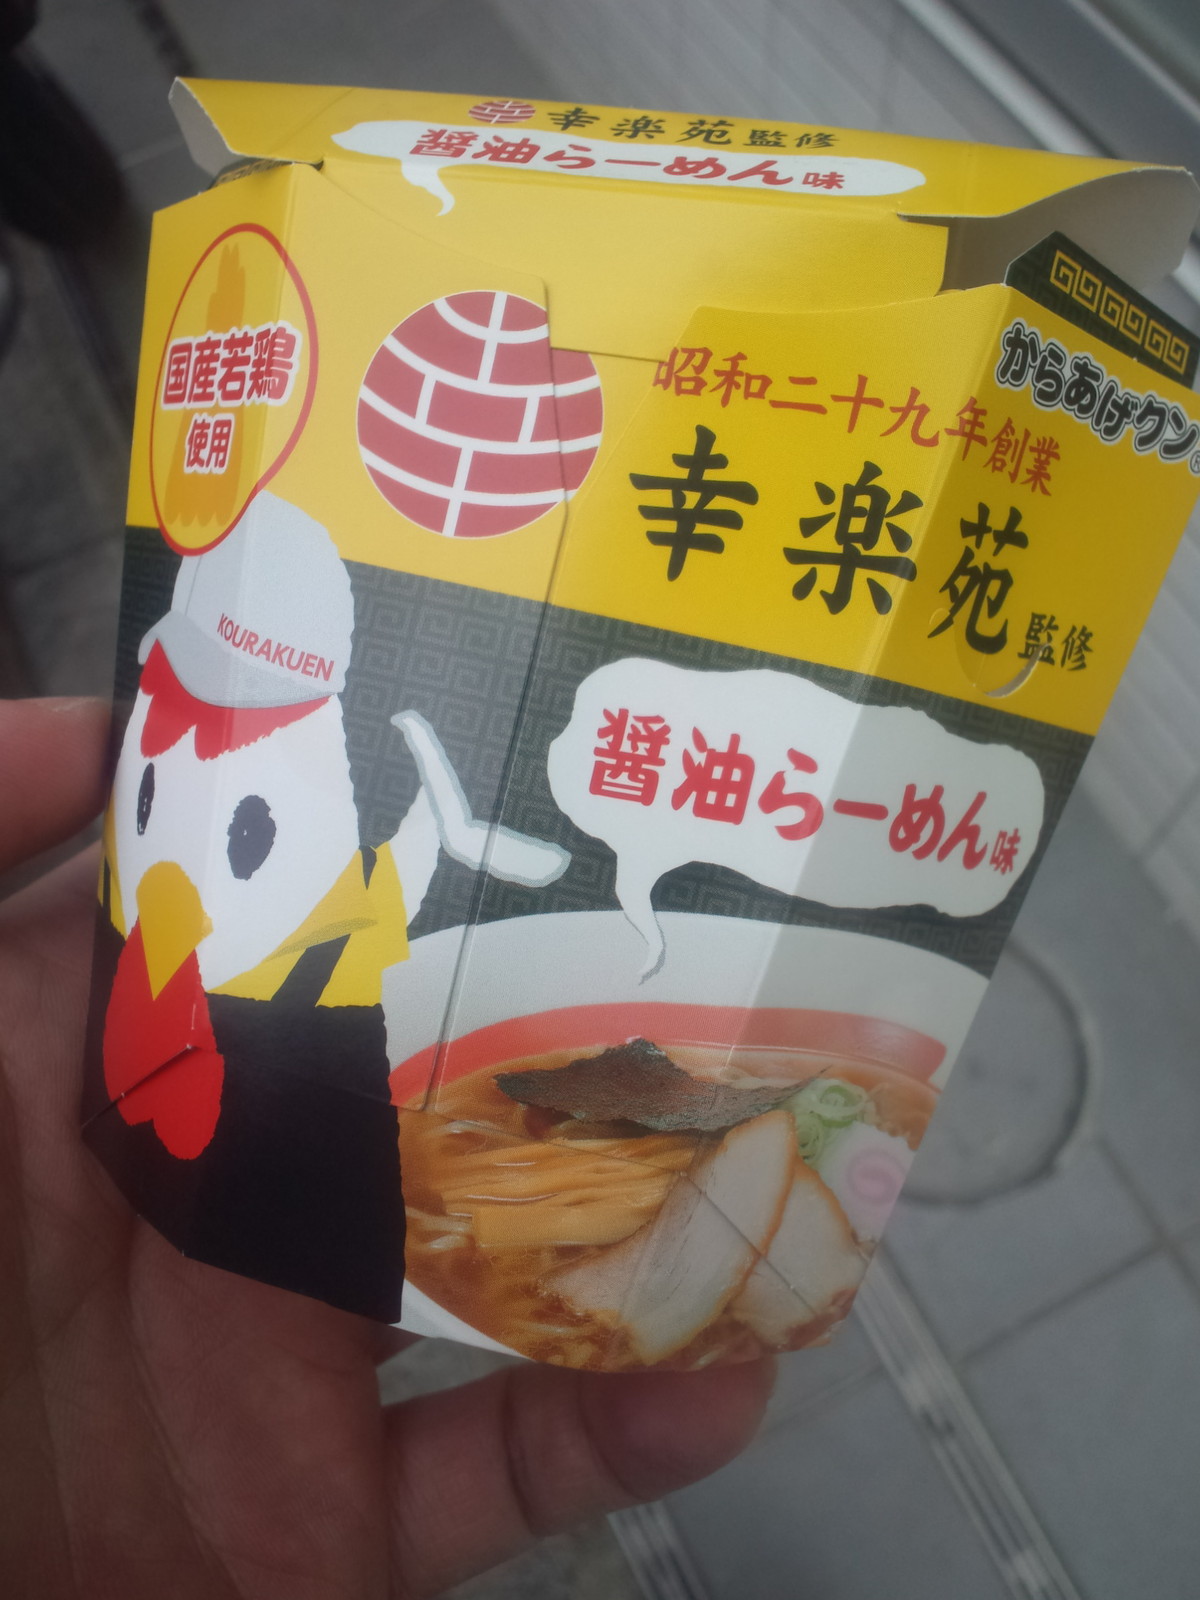 幸楽苑監修
醤油らーめん味
国産若鶏
使用
昭和二十九年創業
からあげクン
幸楽苑監修
KOURAKUEN
醤油らーめん味